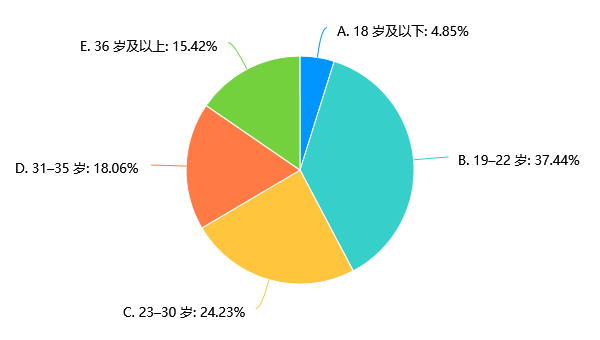 A. 18 岁及以下: 4.85%
E. 36 岁及以上: 15.42%
B. 19–22 岁: 37.44%
D. 31–35 岁: 18.06%
C. 23–30 岁: 24.23%